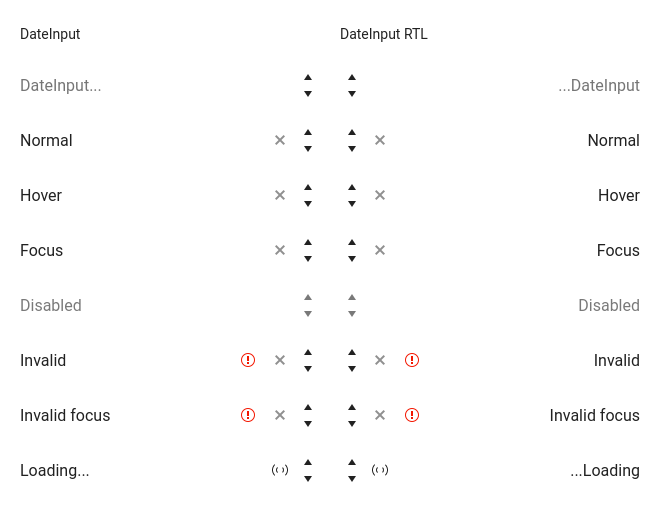 DateInput DateInput RTL
DateInput... ...DateInput
Normal Normal
Hover Hover
Focus Focus
Disabled Disabled
Invalid Invalid
Invalid focus Invalid focus
Loading... ...Loading